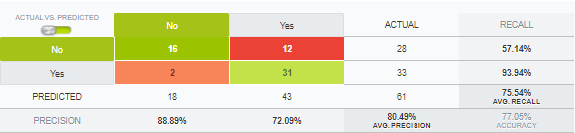 ACTUAL VS. PREDICTED No Yes ACTUAL RECALL
No 16 12 28 57.14%
Yes 2 31 33 93.94%
PREDICTED 18 43 61 75.54%
AVG. RECALL
PRECISION 88.89% 72.09% 80.49% 77.05%
AVG. PRECISION ACCURACY